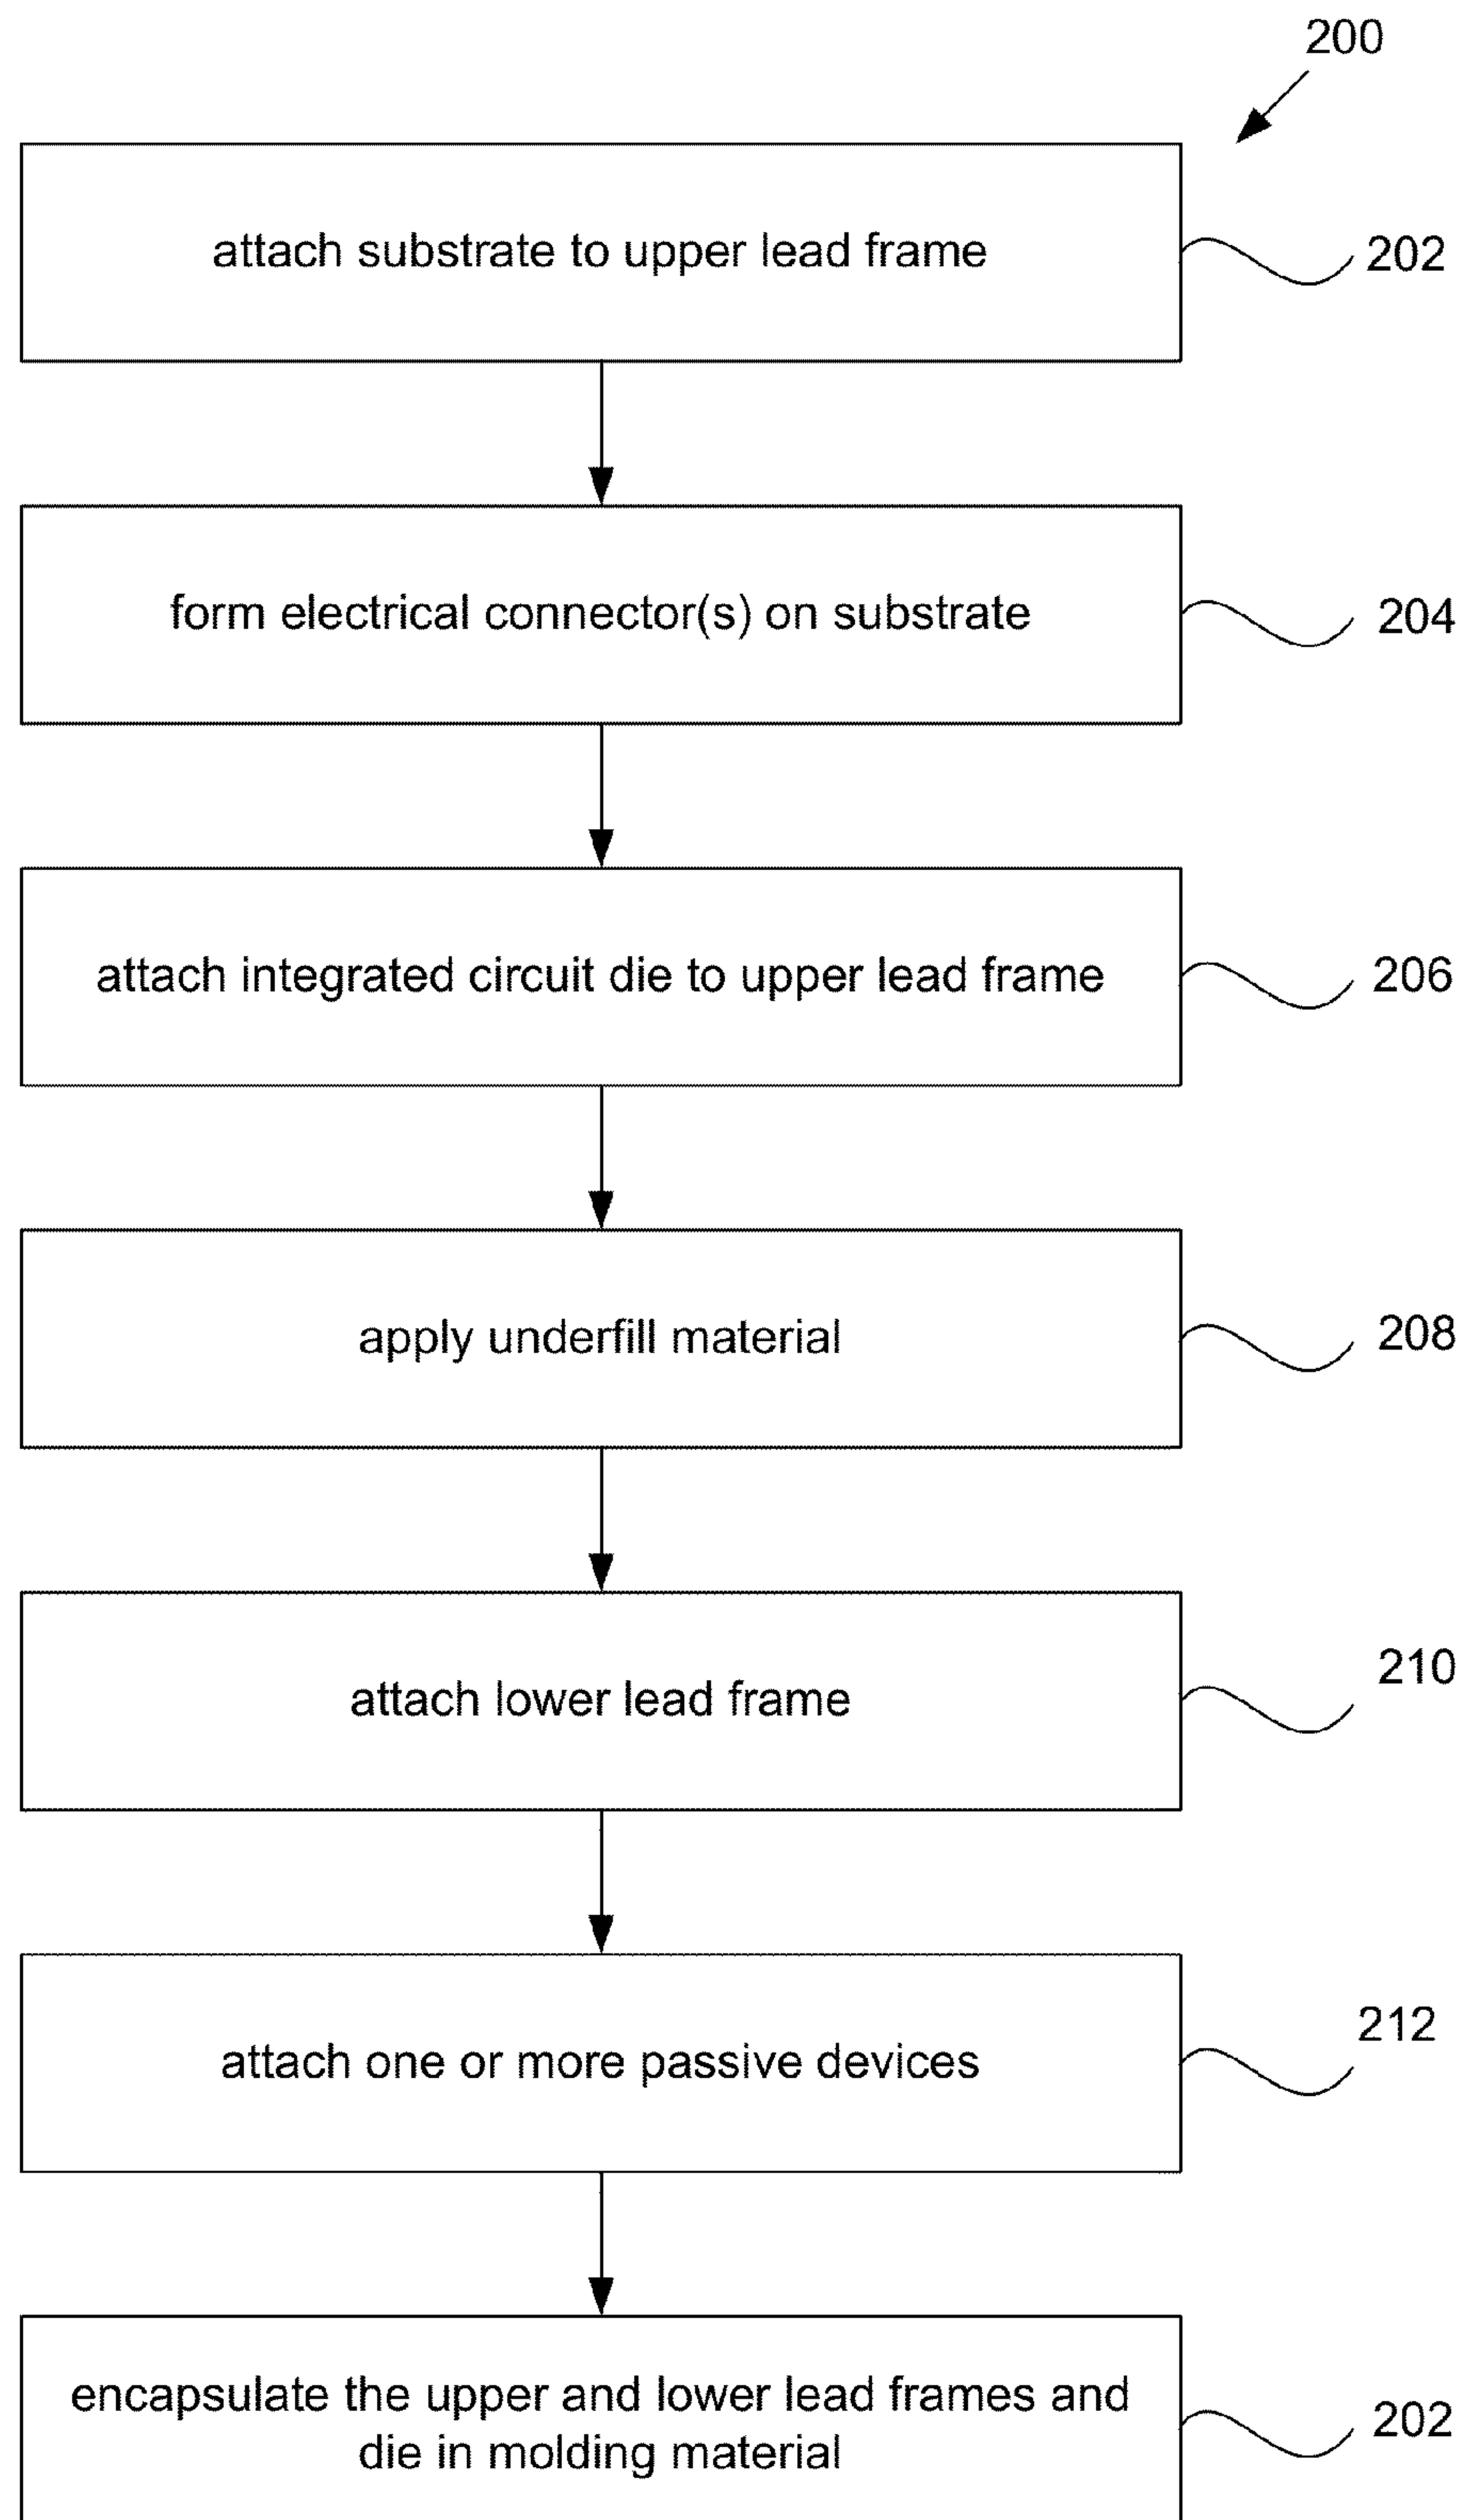 200
attach substrate to upper lead frame
202
form electrical connector(s) on substrate
204
attach integrated circuit die to upper lead frame
206
apply underfill material
208
attach lower lead frame
210
attach one or more passive devices
212
encapsulate the upper and lower lead frames and
die in molding material
202